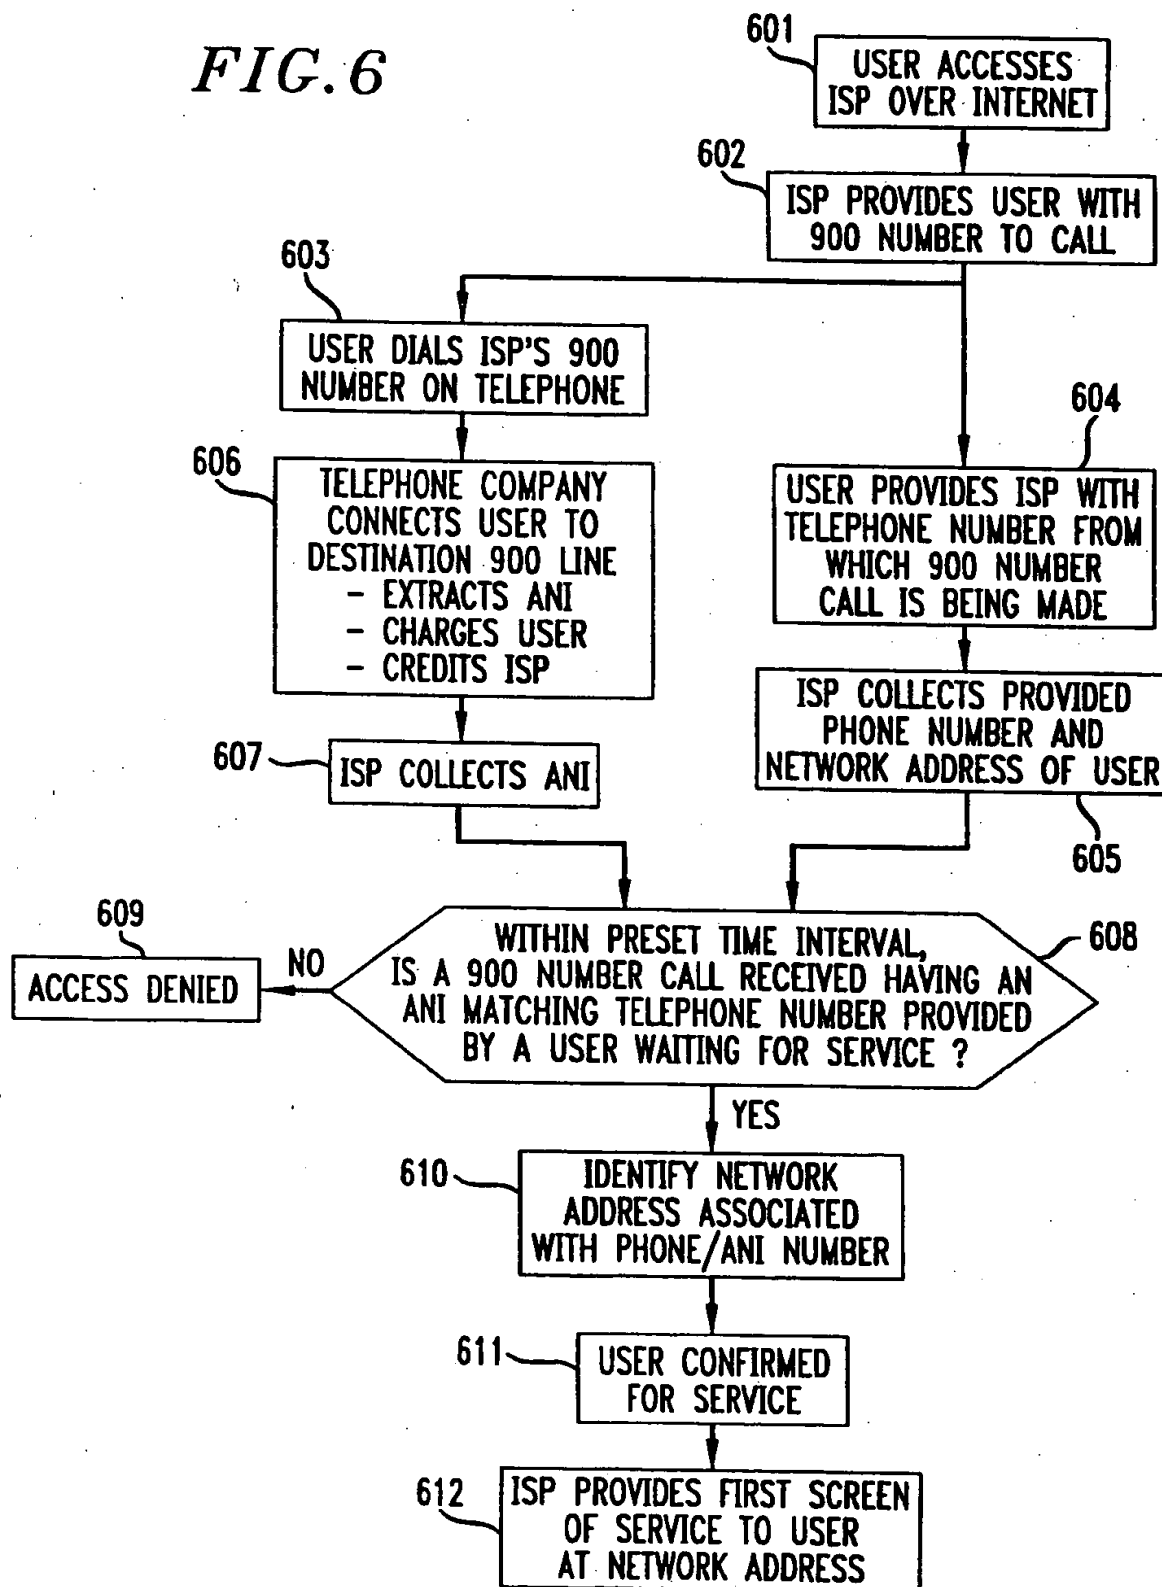 FIG. 6
601
USER ACCESSES
ISP OVER INTERNET
602
ISP PROVIDES USER WITH
900 NUMBER TO CALL
603
USER DIALS ISP'S 900
NUMBER ON TELEPHONE
604
USER PROVIDES ISP WITH
TELEPHONE NUMBER FROM
WHICH 900 NUMBER
CALL IS BEING MADE
606
TELEPHONE COMPANY
CONNECTS USER TO
DESTINATION 900 LINE
- EXTRACTS ANI
- CHARGES USER
- CREDITS ISP
ISP COLLECTS PROVIDED
PHONE NUMBER AND
NETWORK ADDRESS OF USER
605
607
ISP COLLECTS ANI
608
WITHIN PRESET TIME INTERVAL,
IS A 900 NUMBER CALL RECEIVED HAVING AN
ANI MATCHING TELEPHONE NUMBER PROVIDED
BY A USER WAITING FOR SERVICE ?
609
NO
ACCESS DENIED
YES
610
IDENTIFY NETWORK
ADDRESS ASSOCIATED
WITH PHONE/ANI NUMBER
611
USER CONFIRMED
FOR SERVICE
612
ISP PROVIDES FIRST SCREEN
OF SERVICE TO USER
AT NETWORK ADDRESS